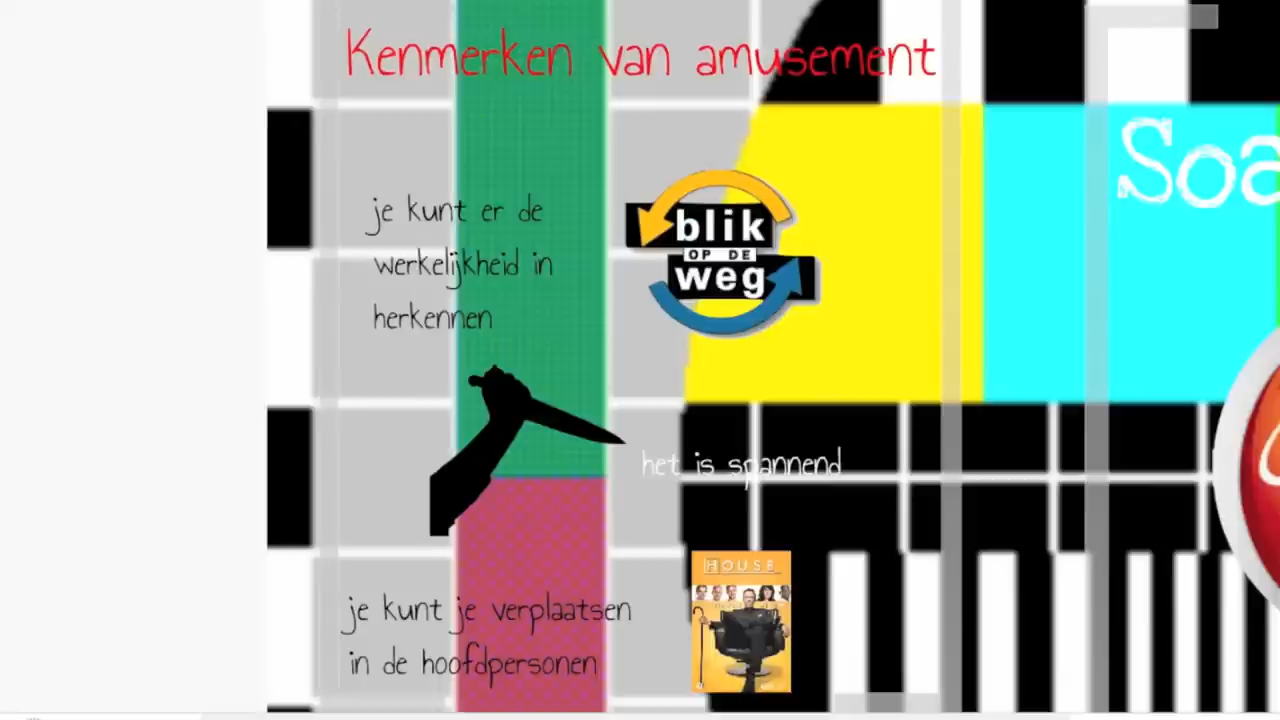 Kenmerken van amusement
Soa
je kunt er de
werkelijkheid in
herkennen
blik
OP DE
weg
het is spannend
HOUSE
je kunt je verplaatsen
in de hoofdpersonen